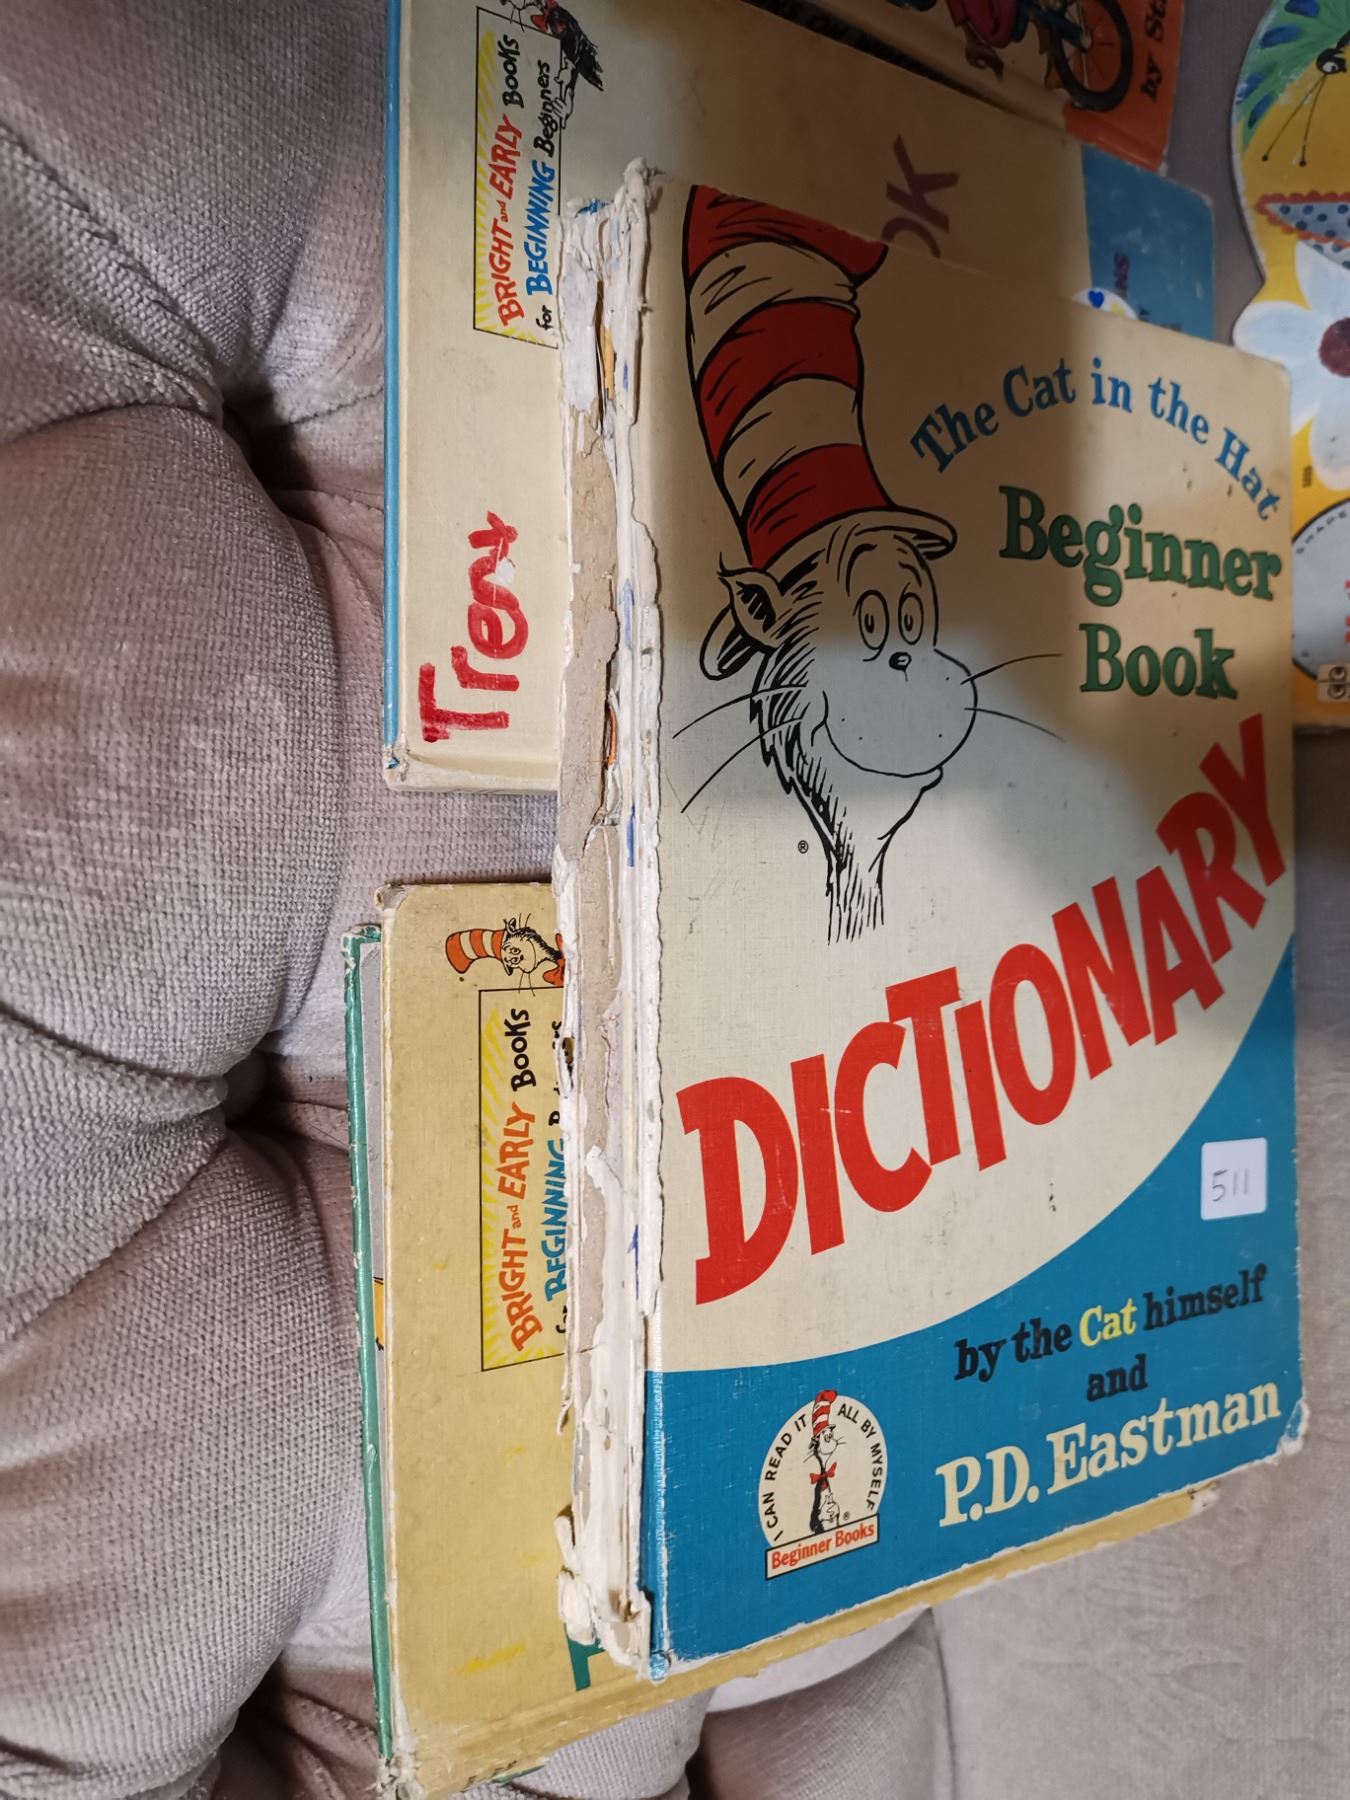 The Cat in the Hat
Beginner
Book
DICTIONARY
by the Cat himself
and
P.D. Eastman
511
I CAN READ IT ALL BY MYSELF
Beginner Books
®
®
BRIGHT and EARLY BOOKS
for BEGINNING Beginners
BRIGHT and EARLY BOOKS
BEGINNING